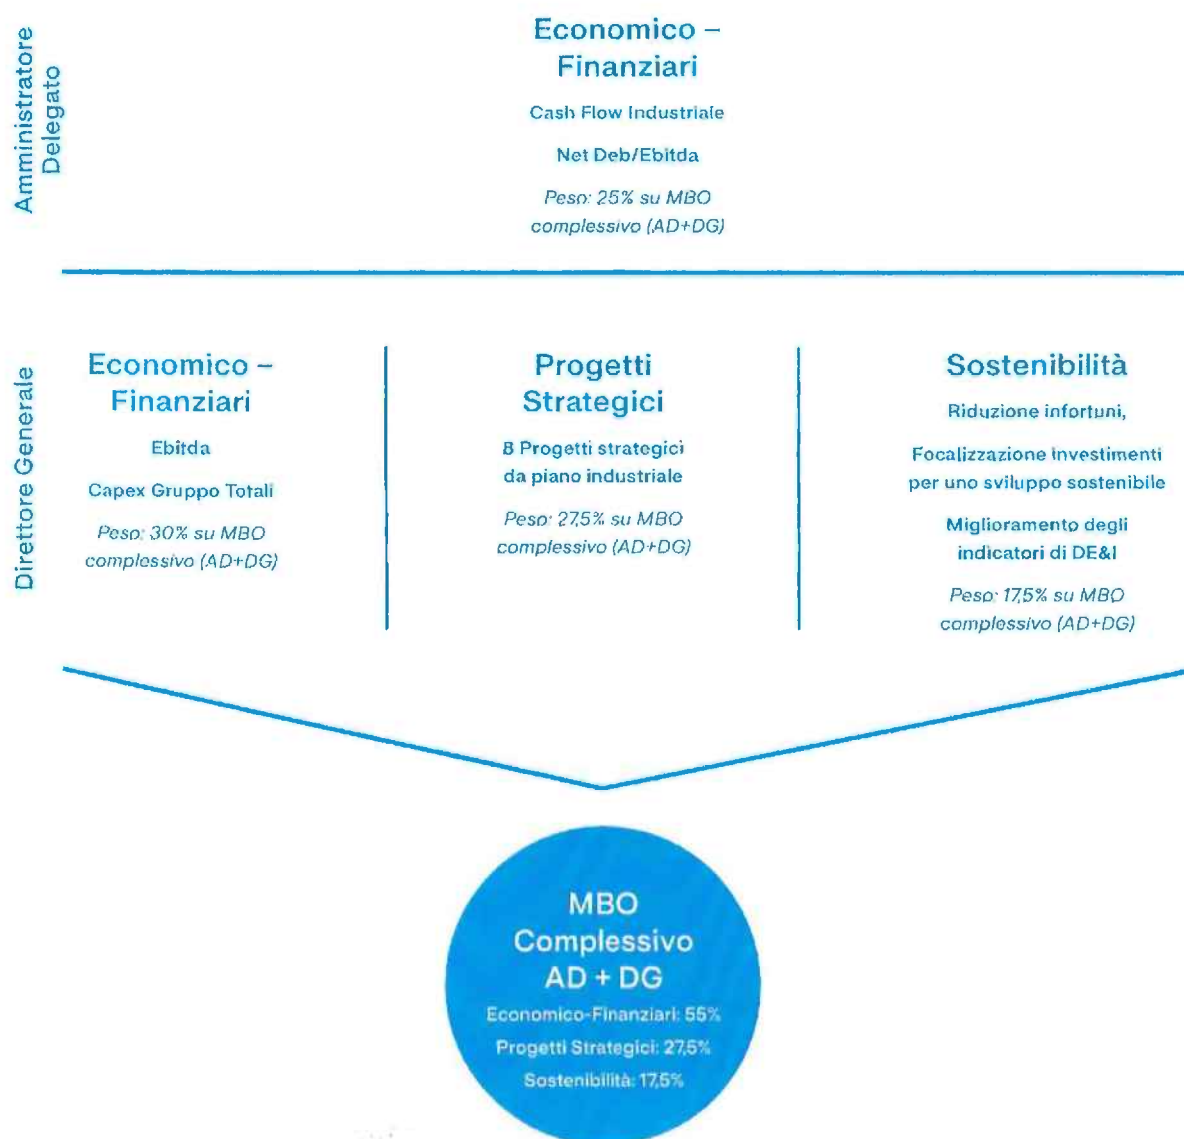 Amministratore
Delegato
Economico –
Finanziari
Cash Flow Industriale
Net Deb/Ebitda
Peso: 25% su MBO
complessivo (AD+DG)
Direttore Generale
Economico –
Finanziari
Ebitda
Capex Gruppo Totali
Peso: 30% su MBO
complessivo (AD+DG)
Progetti
Strategici
8 Progetti strategici
da piano industriale
Peso: 27,5% su MBO
complessivo (AD+DG)
Sostenibilità
Riduzione infortuni,
Focalizzazione investimenti
per uno sviluppo sostenibile
Miglioramento degli
indicatori di DE&I
Peso: 17,5% su MBO
complessivo (AD+DG)
MBO
Complessivo
AD + DG
Economico-Finanziari: 55%
Progetti Strategici: 27,5%
Sostenibilità: 17,5%